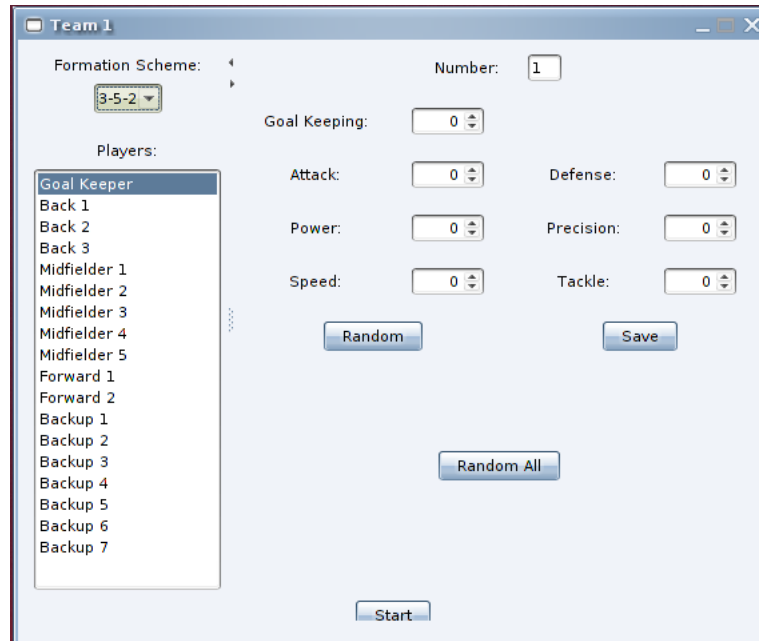 Team 1
Formation Scheme:
3-5-2
Players:
Goal Keeper
Back 1
Back 2
Back 3
Midfielder 1
Midfielder 2
Midfielder 3
Midfielder 4
Midfielder 5
Forward 1
Forward 2
Backup 1
Backup 2
Backup 3
Backup 4
Backup 5
Backup 6
Backup 7
Number: 1
Goal Keeping: 0
Attack: 0 Defense: 0
Power: 0 Precision: 0
Speed: 0 Tackle: 0
Random Save
Random All
Start